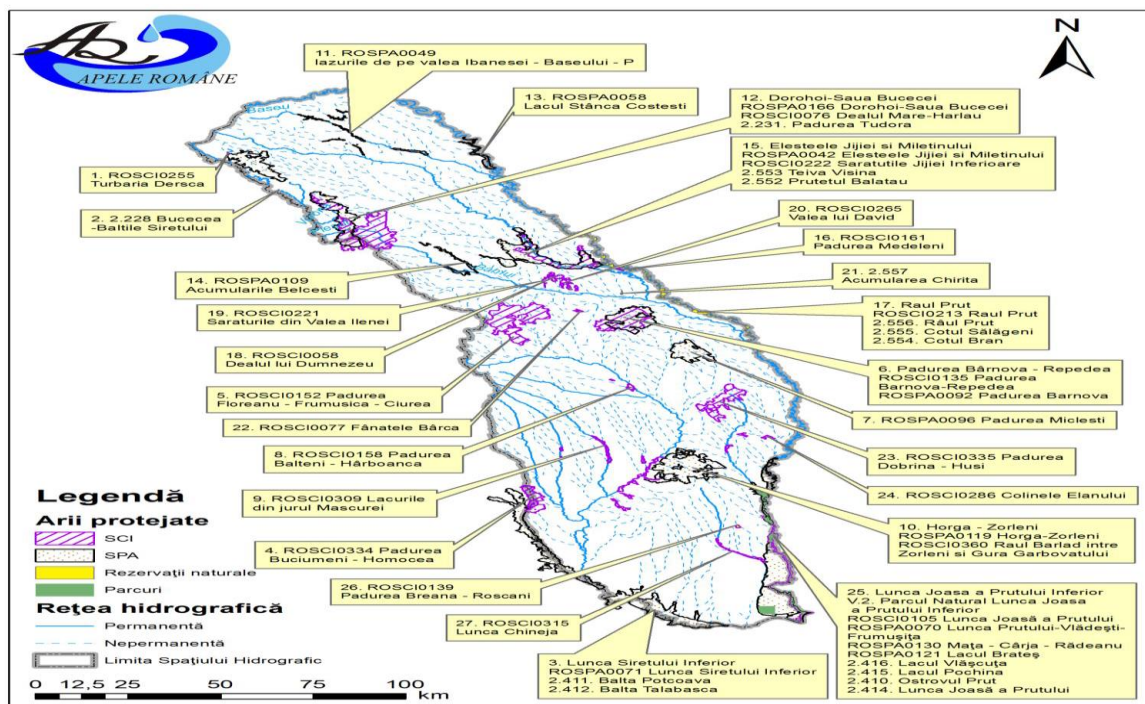 APELE ROMÂNE
N
11. ROSPA0049
Iazurile de pe valea Ibanesei - Baseului - P
13. ROSPA0058
Lacul Stânca Costesti
12. Dorohoi-Saua Bucecei
ROSPA0166 Dorohoi-Saua Bucecei
ROSCI0076 Dealul Mare-Harlau
2.231. Padurea Tudora
15. Elesteele Jijiei si Miletinului
ROSPA0042 Elesteele Jijiei si Miletinului
ROSCI0222 Saratutile Jijiei Inferioare
2.553 Teiva Visina
2.552 Prutetul Balatau
Baseu
1. ROSCI0255
Turbaria Dersca
2. 2.228 Bucecea
-Baltile Siretului
20. ROSCI0265
Valea lui David
16. ROSCI0161
Padurea Medeleni
14. ROSPA0109
Acumularile Belcesti
21. 2.557
Acumularea Chirita
19. ROSCI0221
Saraturile din Valea Ilenei
17. Raul Prut
ROSCI0213 Raul Prut
2.556. Râul Prut
2.555. Cotul Sălăgeni
2.554. Cotul Bran
18. ROSCI0058
Dealul lui Dumnezeu
6. Padurea Bârnova - Repedea
ROSCI0135 Padurea
Barnova-Repedea
ROSPA0092 Padurea Barnova
5. ROSCI0152 Padurea
Floreanu - Frumusica - Ciurea
22. ROSCI0077 Fânatele Bârca
7. ROSPA0096 Padurea Miclesti
8. ROSCI0158 Padurea
Balteni - Hârboanca
23. ROSCI0335 Padurea
Dobrina - Husi
9. ROSCI0309 Lacurile
din jurul Mascurei
24. ROSCI0286 Colinele Elanului
4. ROSCI0334 Padurea
Buciumeni - Homocea
10. Horga - Zorleni
ROSPA0119 Horga-Zorleni
ROSCI0360 Raul Barlad intre
Zorleni si Gura Garbovatului
26. ROSCI0139
Padurea Breana - Roscani
27. ROSCI0315
Lunca Chineja
25. Lunca Joasa a Prutului Inferior
V.2. Parcul Natural Lunca Joasa
a Prutului Inferior
ROSCI0105 Lunca Joasă a Prutului
ROSPA0070 Lunca Prutului-Vlădești-
Frumușița
ROSPA0130 Mața - Cârja - Rădeanu
ROSPA0121 Lacul Brateș
2.416. Lacul Vlășcuța
2.415. Lacul Pochina
2.410. Ostrovul Prut
2.414. Lunca Joasă a Prutului
3. Lunca Siretului Inferior
ROSPA0071 Lunca Siretului Inferior
2.411. Balta Potcoava
2.412. Balta Talabasca
Legendă
Arii protejate
SCI
SPA
Rezervații naturale
Parcuri
Rețea hidrografică
Permanentă
Nepermanentă
Limita Spațiului Hidrografic
0 12,5 25 50 75 100
km